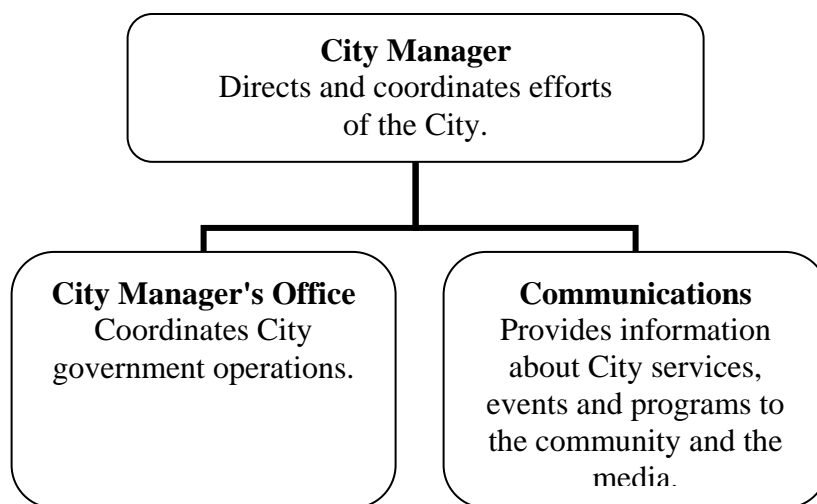 City Manager
Directs and coordinates efforts
of the City.
City Manager's Office
Coordinates City
government operations.
Communications
Provides information
about City services,
events and programs to
the community and the
media.